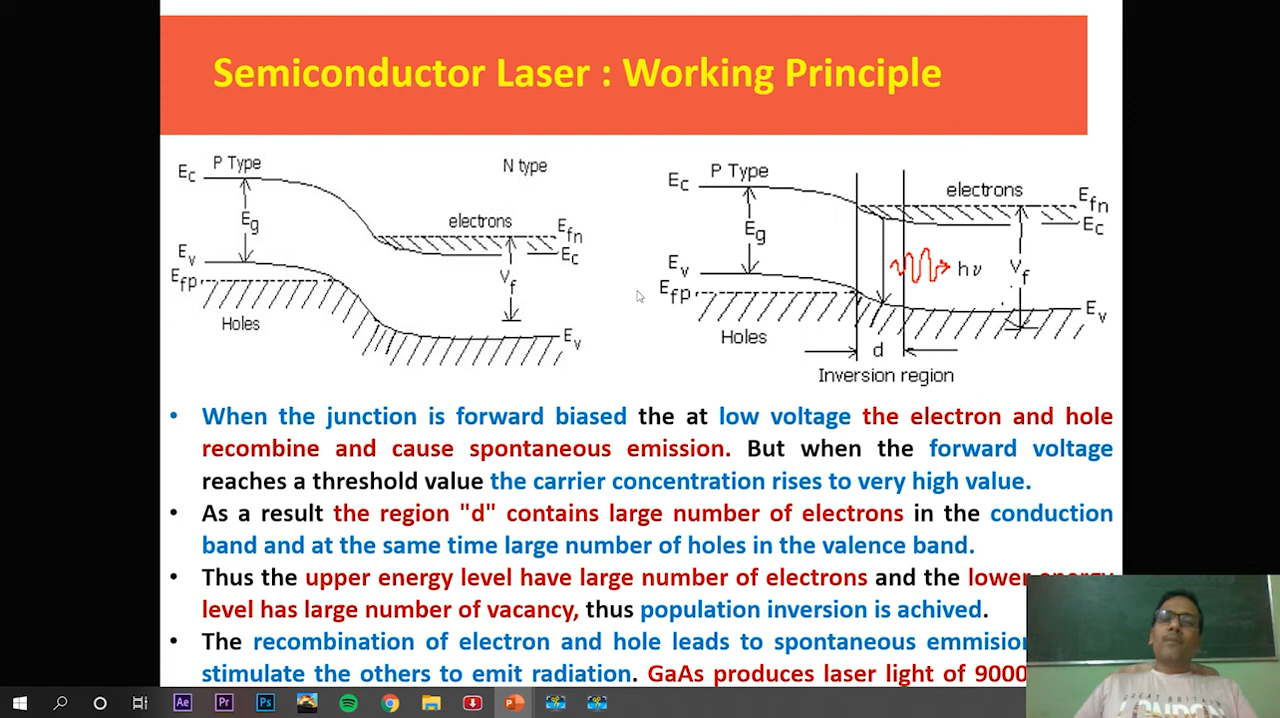 Semiconductor Laser : Working Principle
Ec P Type N type
Eg
electrons Efn
Ec
Ev
Efp
Vf
Holes
Ev
Ec P Type
electrons Efn
Ec
Eg
hν
Vf
Ev
Efp
Holes
d
Ev
Inversion region
• When the junction is forward biased the at low voltage the electron and hole
recombine and cause spontaneous emission. But when the forward voltage
reaches a threshold value the carrier concentration rises to very high value.
• As a result the region "d" contains large number of electrons in the conduction
band and at the same time large number of holes in the valence band.
• Thus the upper energy level have large number of electrons and the lower energy
level has large number of vacancy, thus population inversion is achived.
• The recombination of electron and hole leads to spontaneous emmision
stimulate the others to emit radiation. GaAs produces laser light of 9000
Ae Pr Ps
GREAT BRIT
LONDON